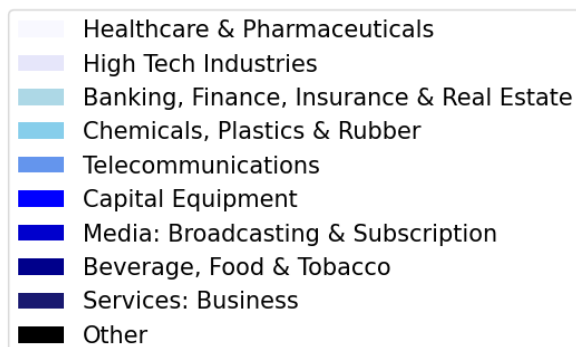 Healthcare & Pharmaceuticals
High Tech Industries
Banking, Finance, Insurance & Real Estate
Chemicals, Plastics & Rubber
Telecommunications
Capital Equipment
Media: Broadcasting & Subscription
Beverage, Food & Tobacco
Services: Business
Other